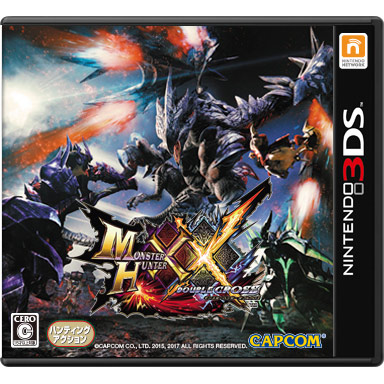 NINTENDO
NETWORK
NINTENDO 3DS
MONSTER
HUNTER
XX
DOUBLE CROSS
CERO
C
ハンティング
アクション
CAPCOM
©CAPCOM CO., LTD. 2015, 2017 ALL RIGHTS RESERVED.